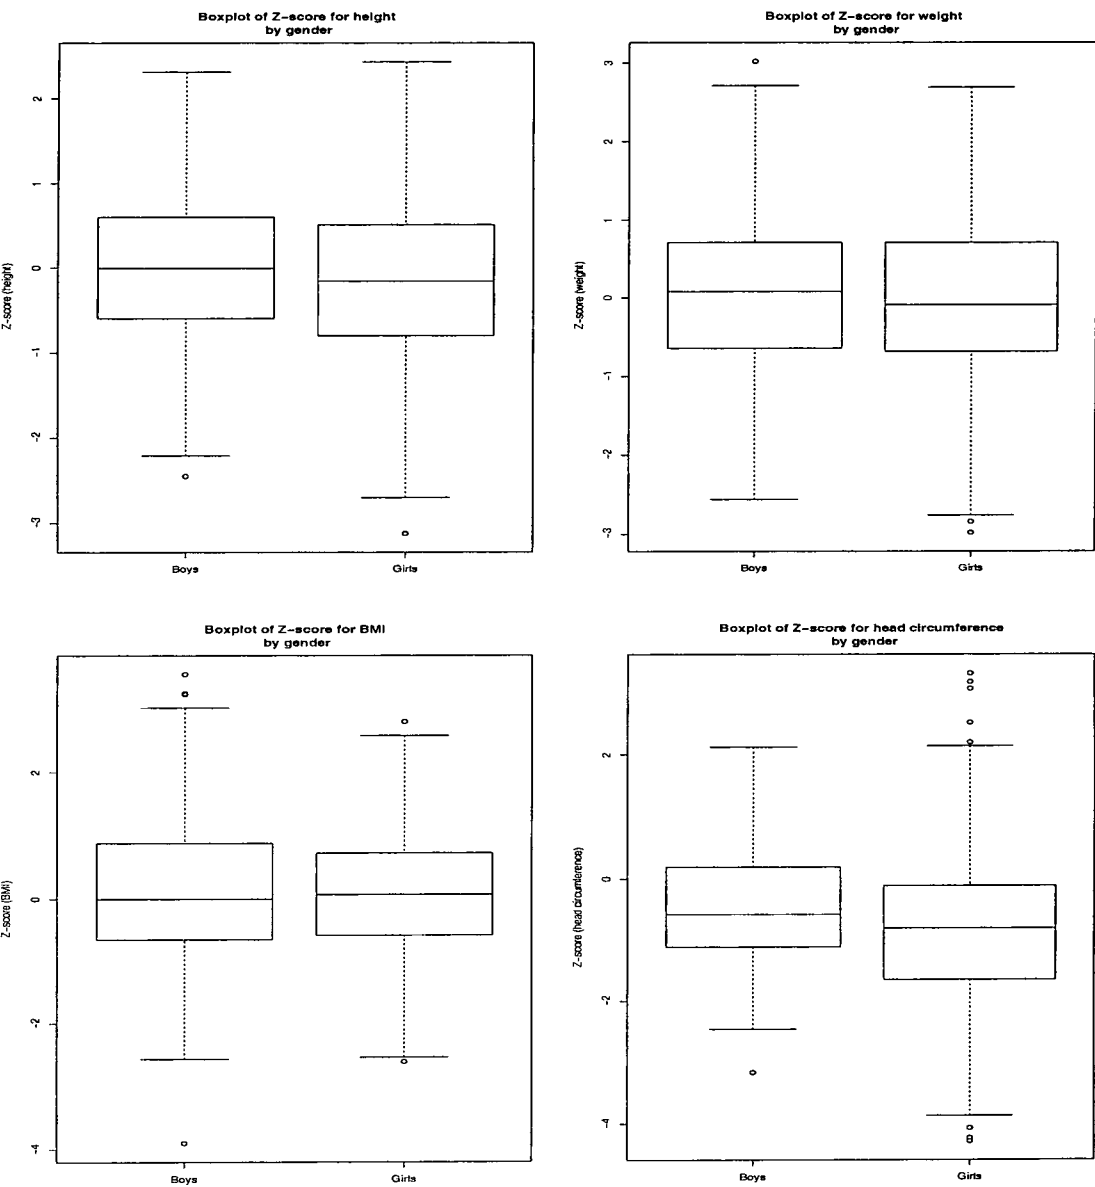 Boxplot of Z-score for height
by gender
Z-score (height)
2
1
0
-1
-2
-3
Boys
Girls
Boxplot of Z-score for weight
by gender
Z-score (weight)
3
2
1
0
-1
-2
-3
Boys
Girls
Boxplot of Z-score for BMI
by gender
Z-score (BMI)
2
0
-2
-4
Boys
Girls
Boxplot of Z-score for head circumference
by gender
Z-score (head circumference)
2
0
-2
-4
Boys
Girls